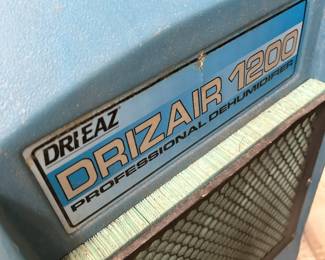 DRI-EAZ
DRIZAIR 1200
PROFESSIONAL DEHUMIDIFIER